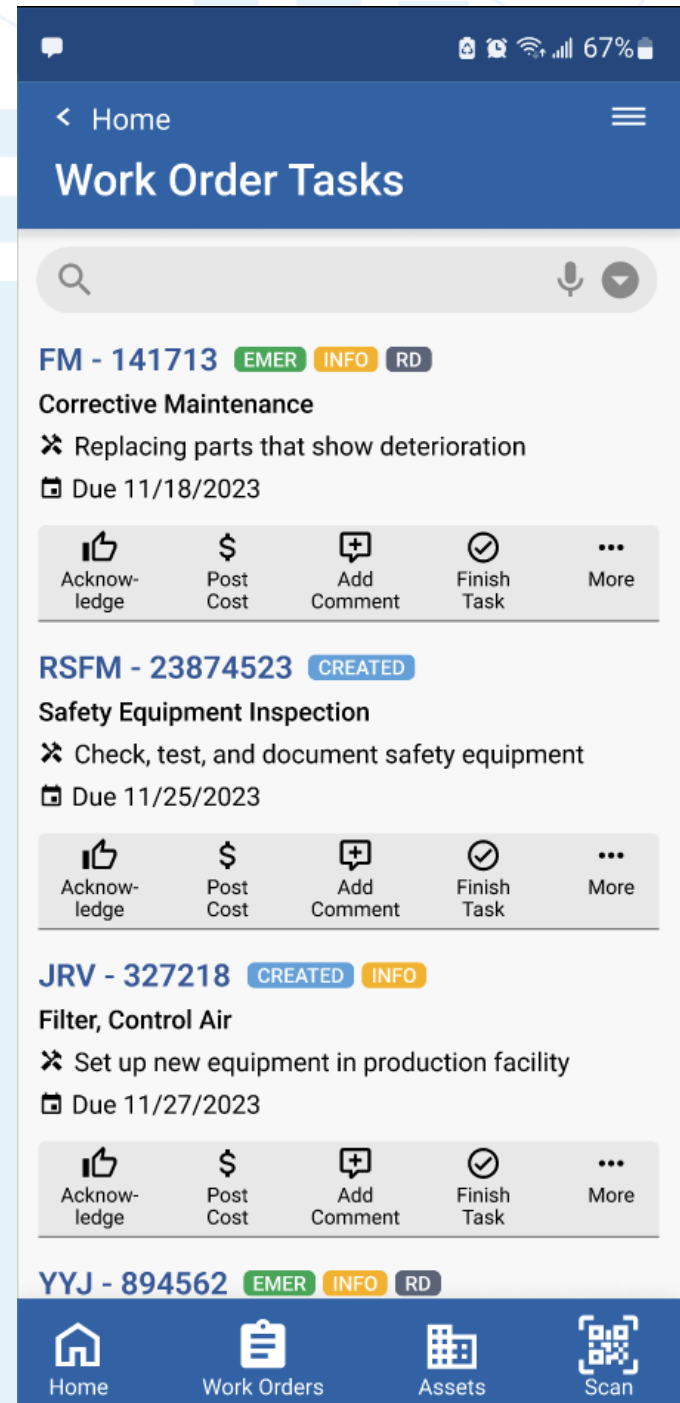 67%
< Home
Work Order Tasks
FM - 141713 EMER INFO RD
Corrective Maintenance
Replacing parts that show deterioration
Due 11/18/2023
Acknow-
ledge
Post
Cost
Add
Comment
Finish
Task
More
RSFM - 23874523 CREATED
Safety Equipment Inspection
Check, test, and document safety equipment
Due 11/25/2023
Acknow-
ledge
Post
Cost
Add
Comment
Finish
Task
More
JRV - 327218 CREATED INFO
Filter, Control Air
Set up new equipment in production facility
Due 11/27/2023
Acknow-
ledge
Post
Cost
Add
Comment
Finish
Task
More
YYJ - 894562 EMER INFO RD
Home
Work Orders
Assets
Scan